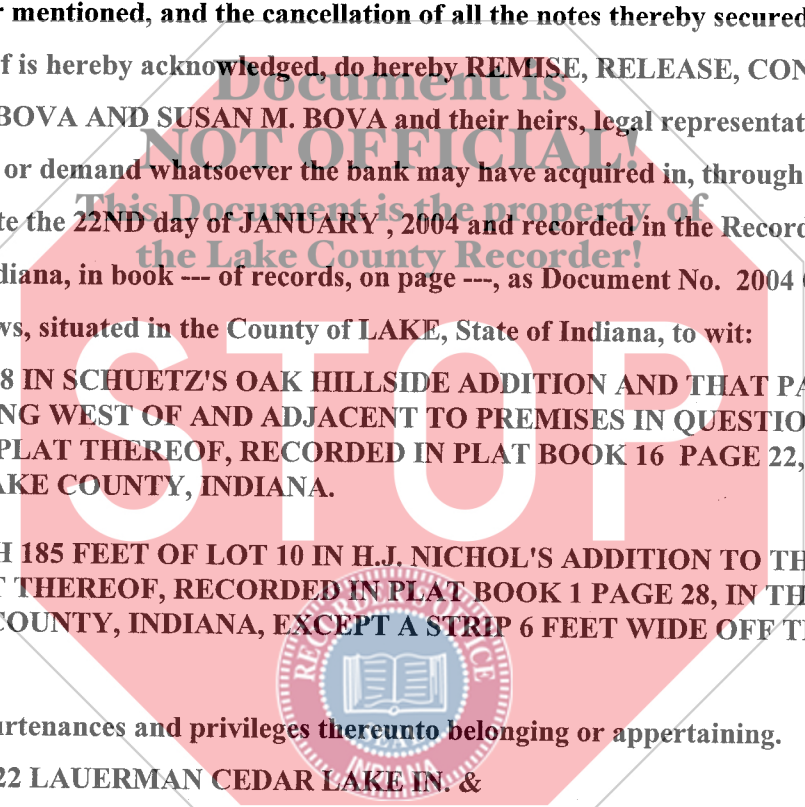 r mentioned, and the cancellation of all the notes thereby secured
f is hereby acknowledged, do hereby REMISE, RELEASE, CON
Document is
BOVA AND SUSAN M. BOVA and their heirs, legal representat
NOT OFFICIAL!
or demand whatsoever the bank may have acquired in, through
This Document is the property of
te the 22ND day of JANUARY , 2004 and recorded in the Record
the Lake County Recorder!
diana, in book --- of records, on page ---, as Document No. 2004
ws, situated in the County of LAKE, State of Indiana, to wit:
8 IN SCHUETZ'S OAK HILLSIDE ADDITION AND THAT PA
NG WEST OF AND ADJACENT TO PREMISES IN QUESTIO
STOP
PLAT THEREOF, RECORDED IN PLAT BOOK 16 PAGE 22,
AKE COUNTY, INDIANA.
H 185 FEET OF LOT 10 IN H.J. NICHOL'S ADDITION TO TH
T THEREOF, RECORDED IN PLAT BOOK 1 PAGE 28, IN TH
COUNTY, INDIANA, EXCEPT A STRIP 6 FEET WIDE OFF T
RECORDER'S OFFICE
SEAL
INDIANA
urtenances and privileges thereunto belonging or appertaining.
22 LAUERMAN CEDAR LAKE IN. &